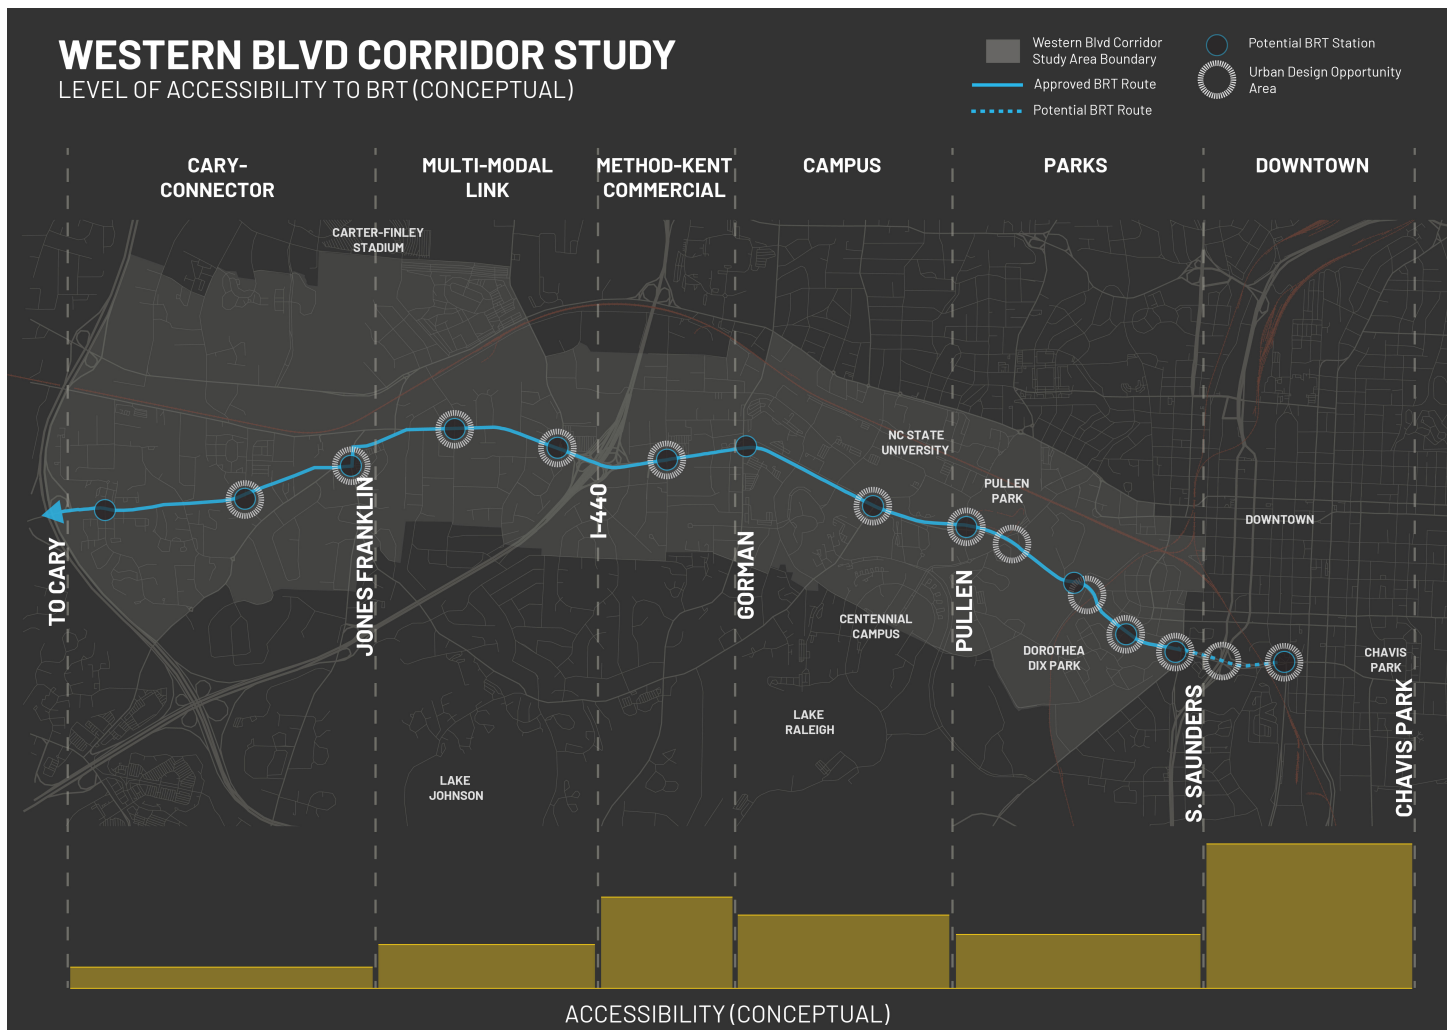 WESTERN BLVD CORRIDOR STUDY
LEVEL OF ACCESSIBILITY TO BRT (CONCEPTUAL)
Western Blvd Corridor
Study Area Boundary
Approved BRT Route
Potential BRT Route
Potential BRT Station
Urban Design Opportunity
Area
CARY-
CONNECTOR
MULTI-MODAL
LINK
METHOD-KENT
COMMERCIAL
CAMPUS
PARKS
DOWNTOWN
CARTER-FINLEY
STADIUM
NC STATE
UNIVERSITY
PULLEN
PARK
DOWNTOWN
CENTENNIAL
CAMPUS
DOROTHEA
DIX PARK
CHAVIS
PARK
LAKE
RALEIGH
LAKE
JOHNSON
TO CARY
JONES FRANKLIN
I-440
GORMAN
PULLEN
S. SAUNDERS
CHAVIS PARK
ACCESSIBILITY (CONCEPTUAL)